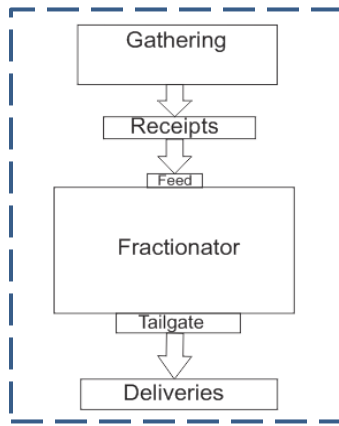 Gathering
Receipts
Feed
Fractionator
Tailgate
Deliveries